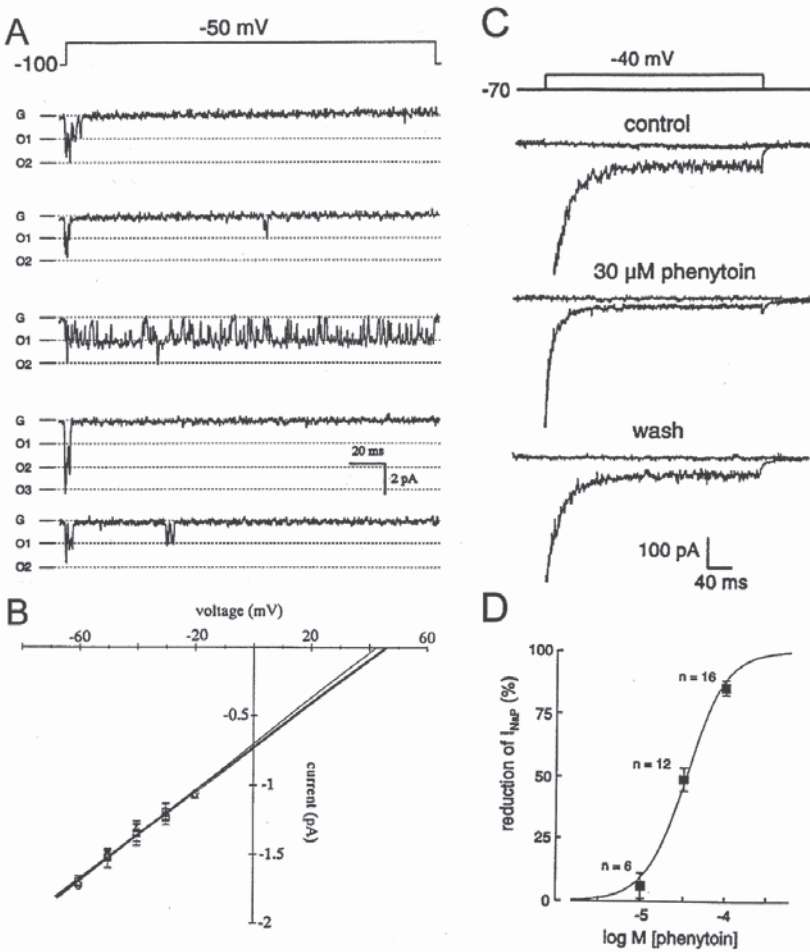 A
-50 mV
-100
G
O1
O2
G
O1
O2
G
O1
O2
G
O1
O2
O3
20 ms
2 pA
G
O1
O2
B
voltage (mV)
-60
-20
20
60
-0.5
-1
-1.5
-2
current (pA)
C
-40 mV
-70
control
30 µM phenytoin
wash
100 pA
40 ms
D
100
75
50
25
0
reduction of INaP (%)
n = 16
n = 12
n = 6
-5
-4
log M [phenytoin]